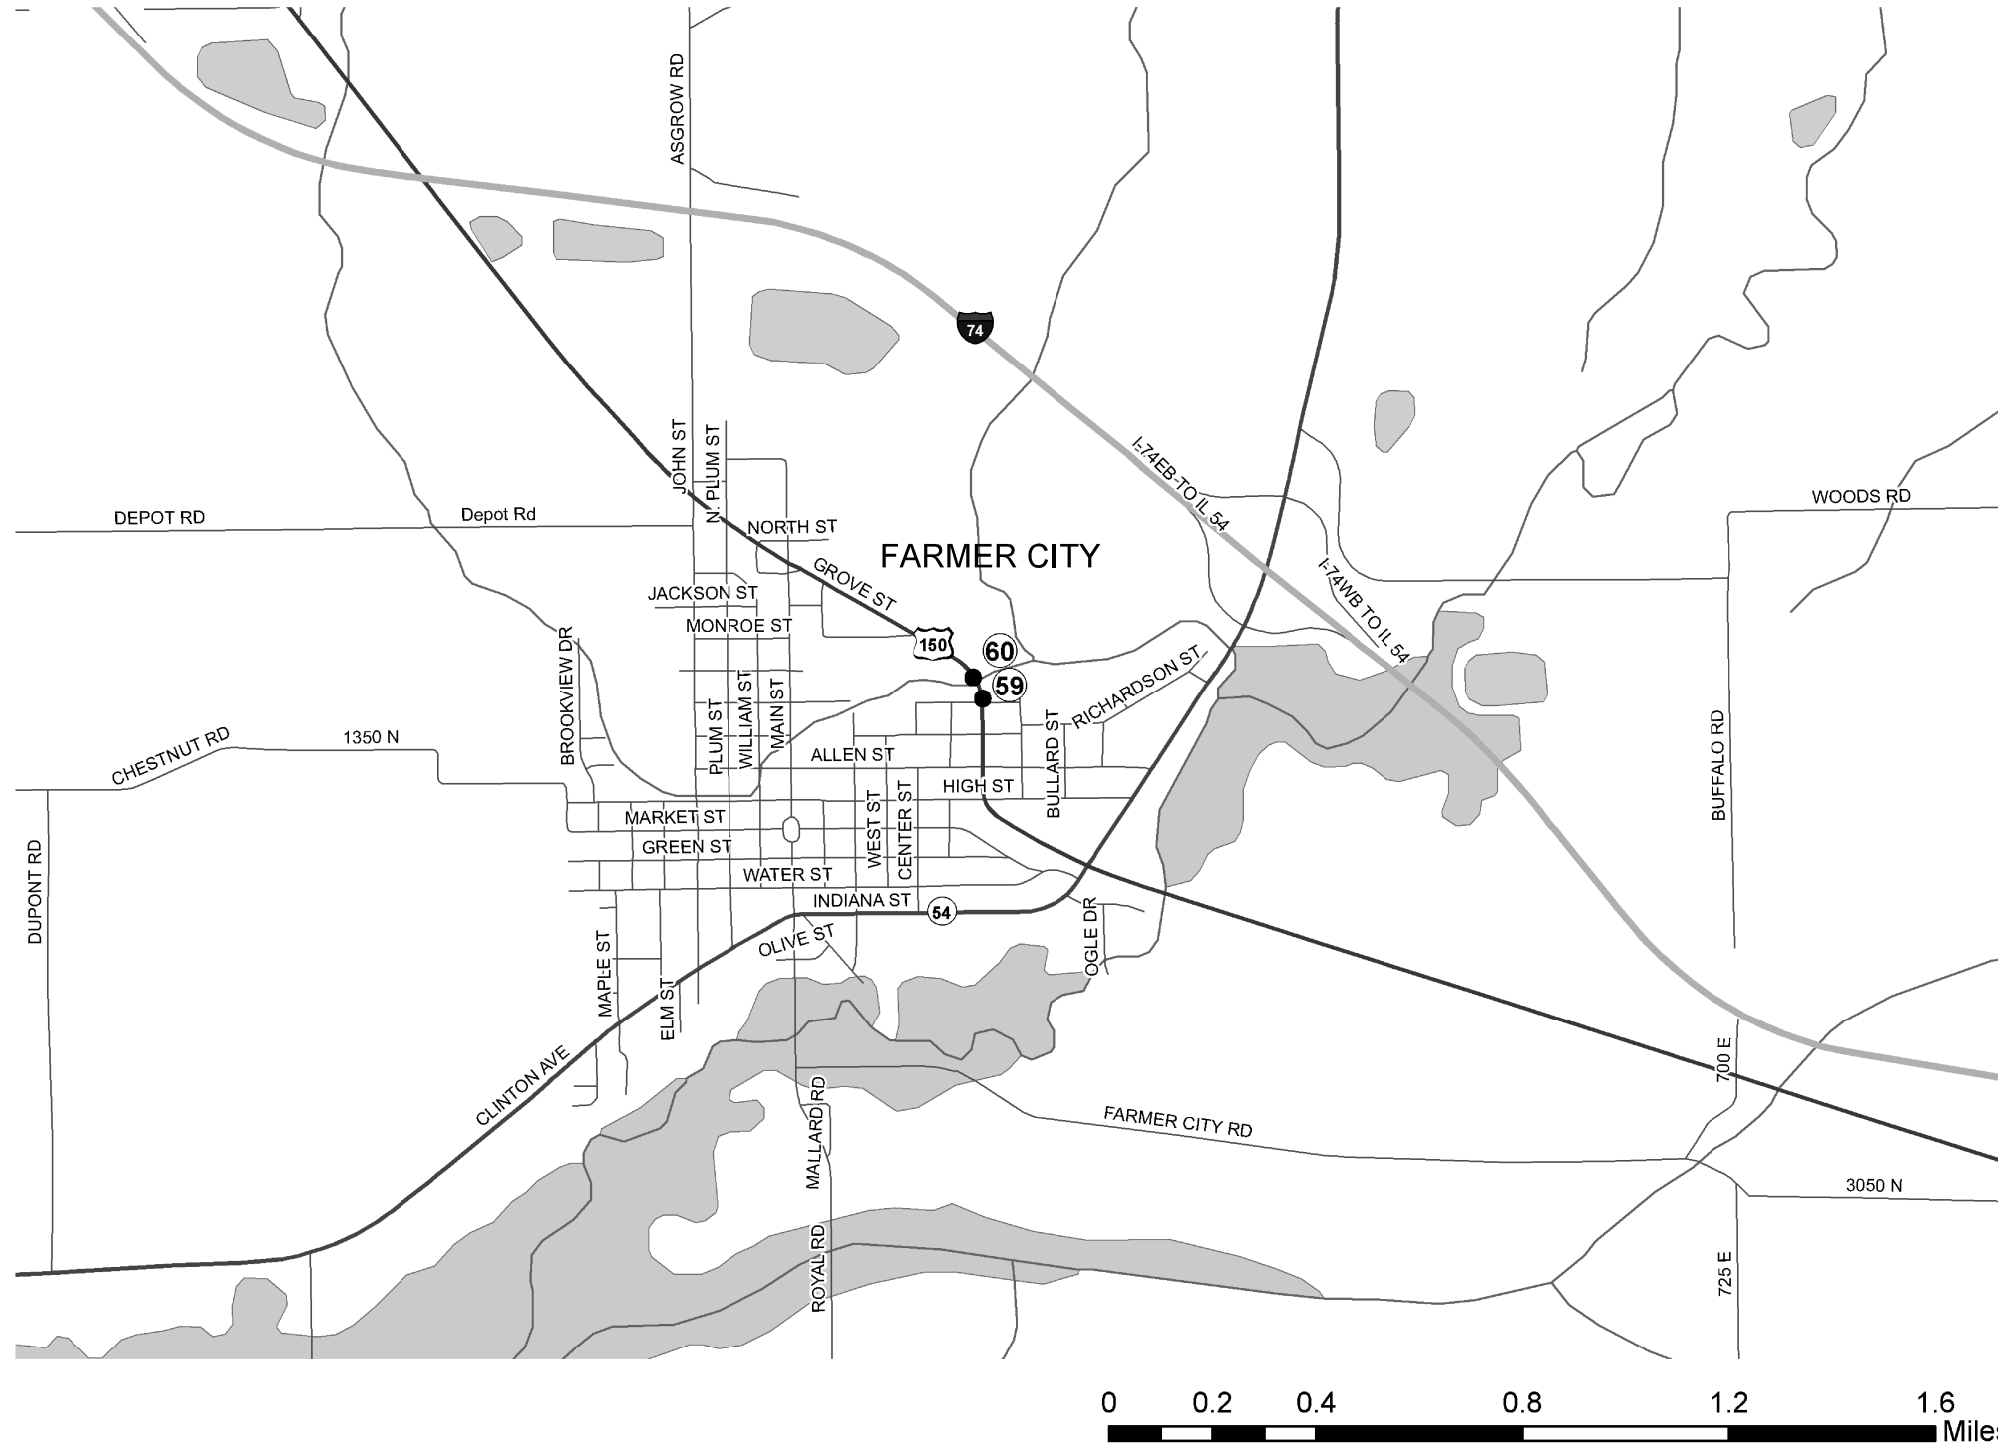 ASGROW RD
74
JOHN ST
N. PLUM ST
I-74EB-TO IL 54
WOODS RD
DEPOT RD
Depot Rd
NORTH ST
FARMER CITY
GROVE ST
I-74WB TO IL 54
JACKSON ST
MONROE ST
150
60
59
BROOKVIEW DR
PLUM ST
WILLIAM ST
MAIN ST
RICHARDSON ST
BULLARD ST
BUFFALO RD
CHESTNUT RD
1350 N
ALLEN ST
HIGH ST
MARKET ST
WEST ST
CENTER ST
GREEN ST
WATER ST
DUPONT RD
INDIANA ST
54
OGLE DR
OLIVE ST
MAPLE ST
ELM ST
CLINTON AVE
700 E
MALLARD RD
FARMER CITY RD
3050 N
ROYAL RD
725 E
0 0.2 0.4 0.8 1.2 1.6
Miles